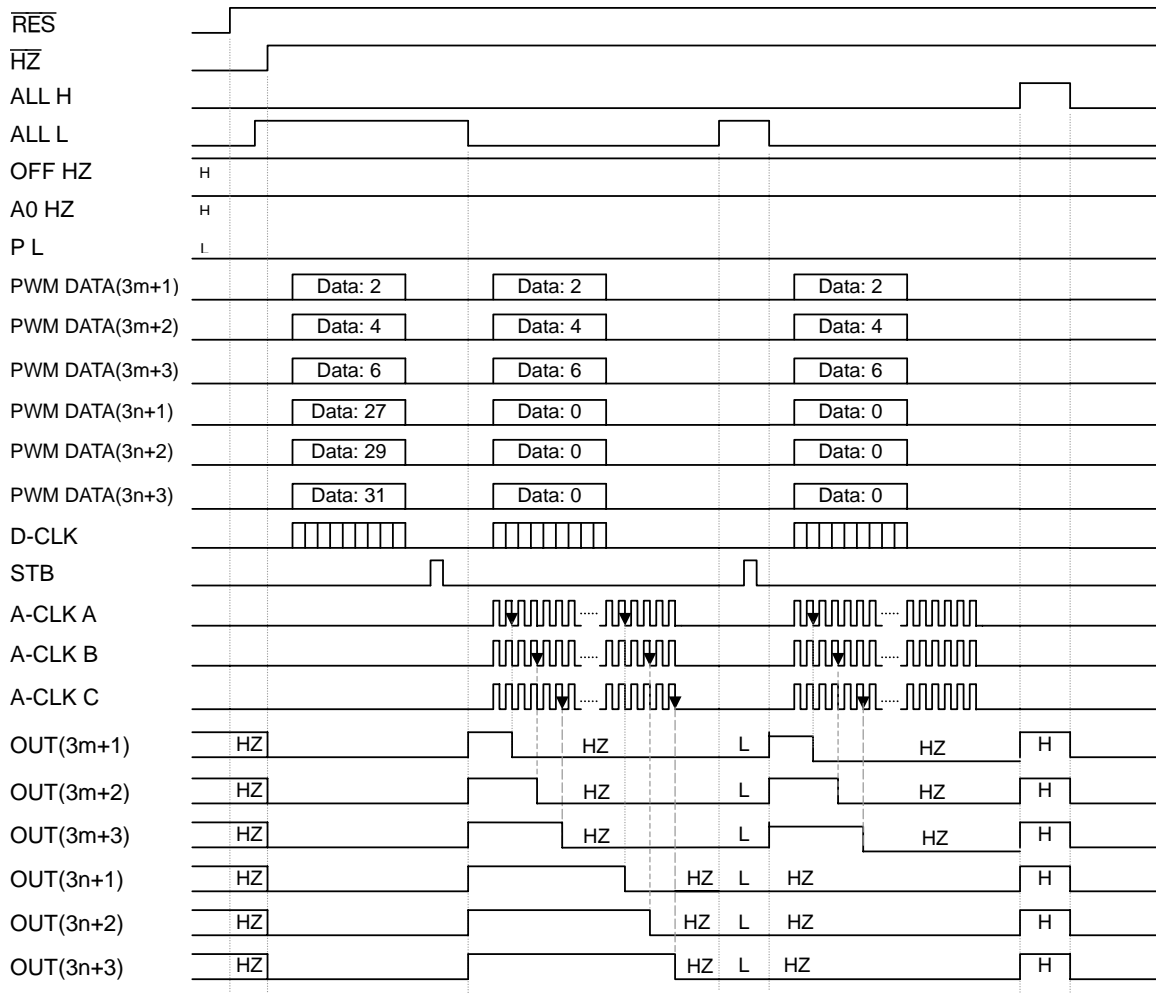 RES
HZ
ALL H
ALL L
OFF HZ H
A0 HZ H
P L L
PWM DATA(3m+1) Data: 2 Data: 2 Data: 2
PWM DATA(3m+2) Data: 4 Data: 4 Data: 4
PWM DATA(3m+3) Data: 6 Data: 6 Data: 6
PWM DATA(3n+1) Data: 27 Data: 0 Data: 0
PWM DATA(3n+2) Data: 29 Data: 0 Data: 0
PWM DATA(3n+3) Data: 31 Data: 0 Data: 0
D-CLK
STB
A-CLK A ..... .....
A-CLK B ..... .....
A-CLK C ..... .....
OUT(3m+1) HZ HZ L HZ H
OUT(3m+2) HZ HZ L HZ H
OUT(3m+3) HZ HZ L HZ H
OUT(3n+1) HZ HZ L HZ H
OUT(3n+2) HZ HZ L HZ H
OUT(3n+3) HZ HZ L HZ H